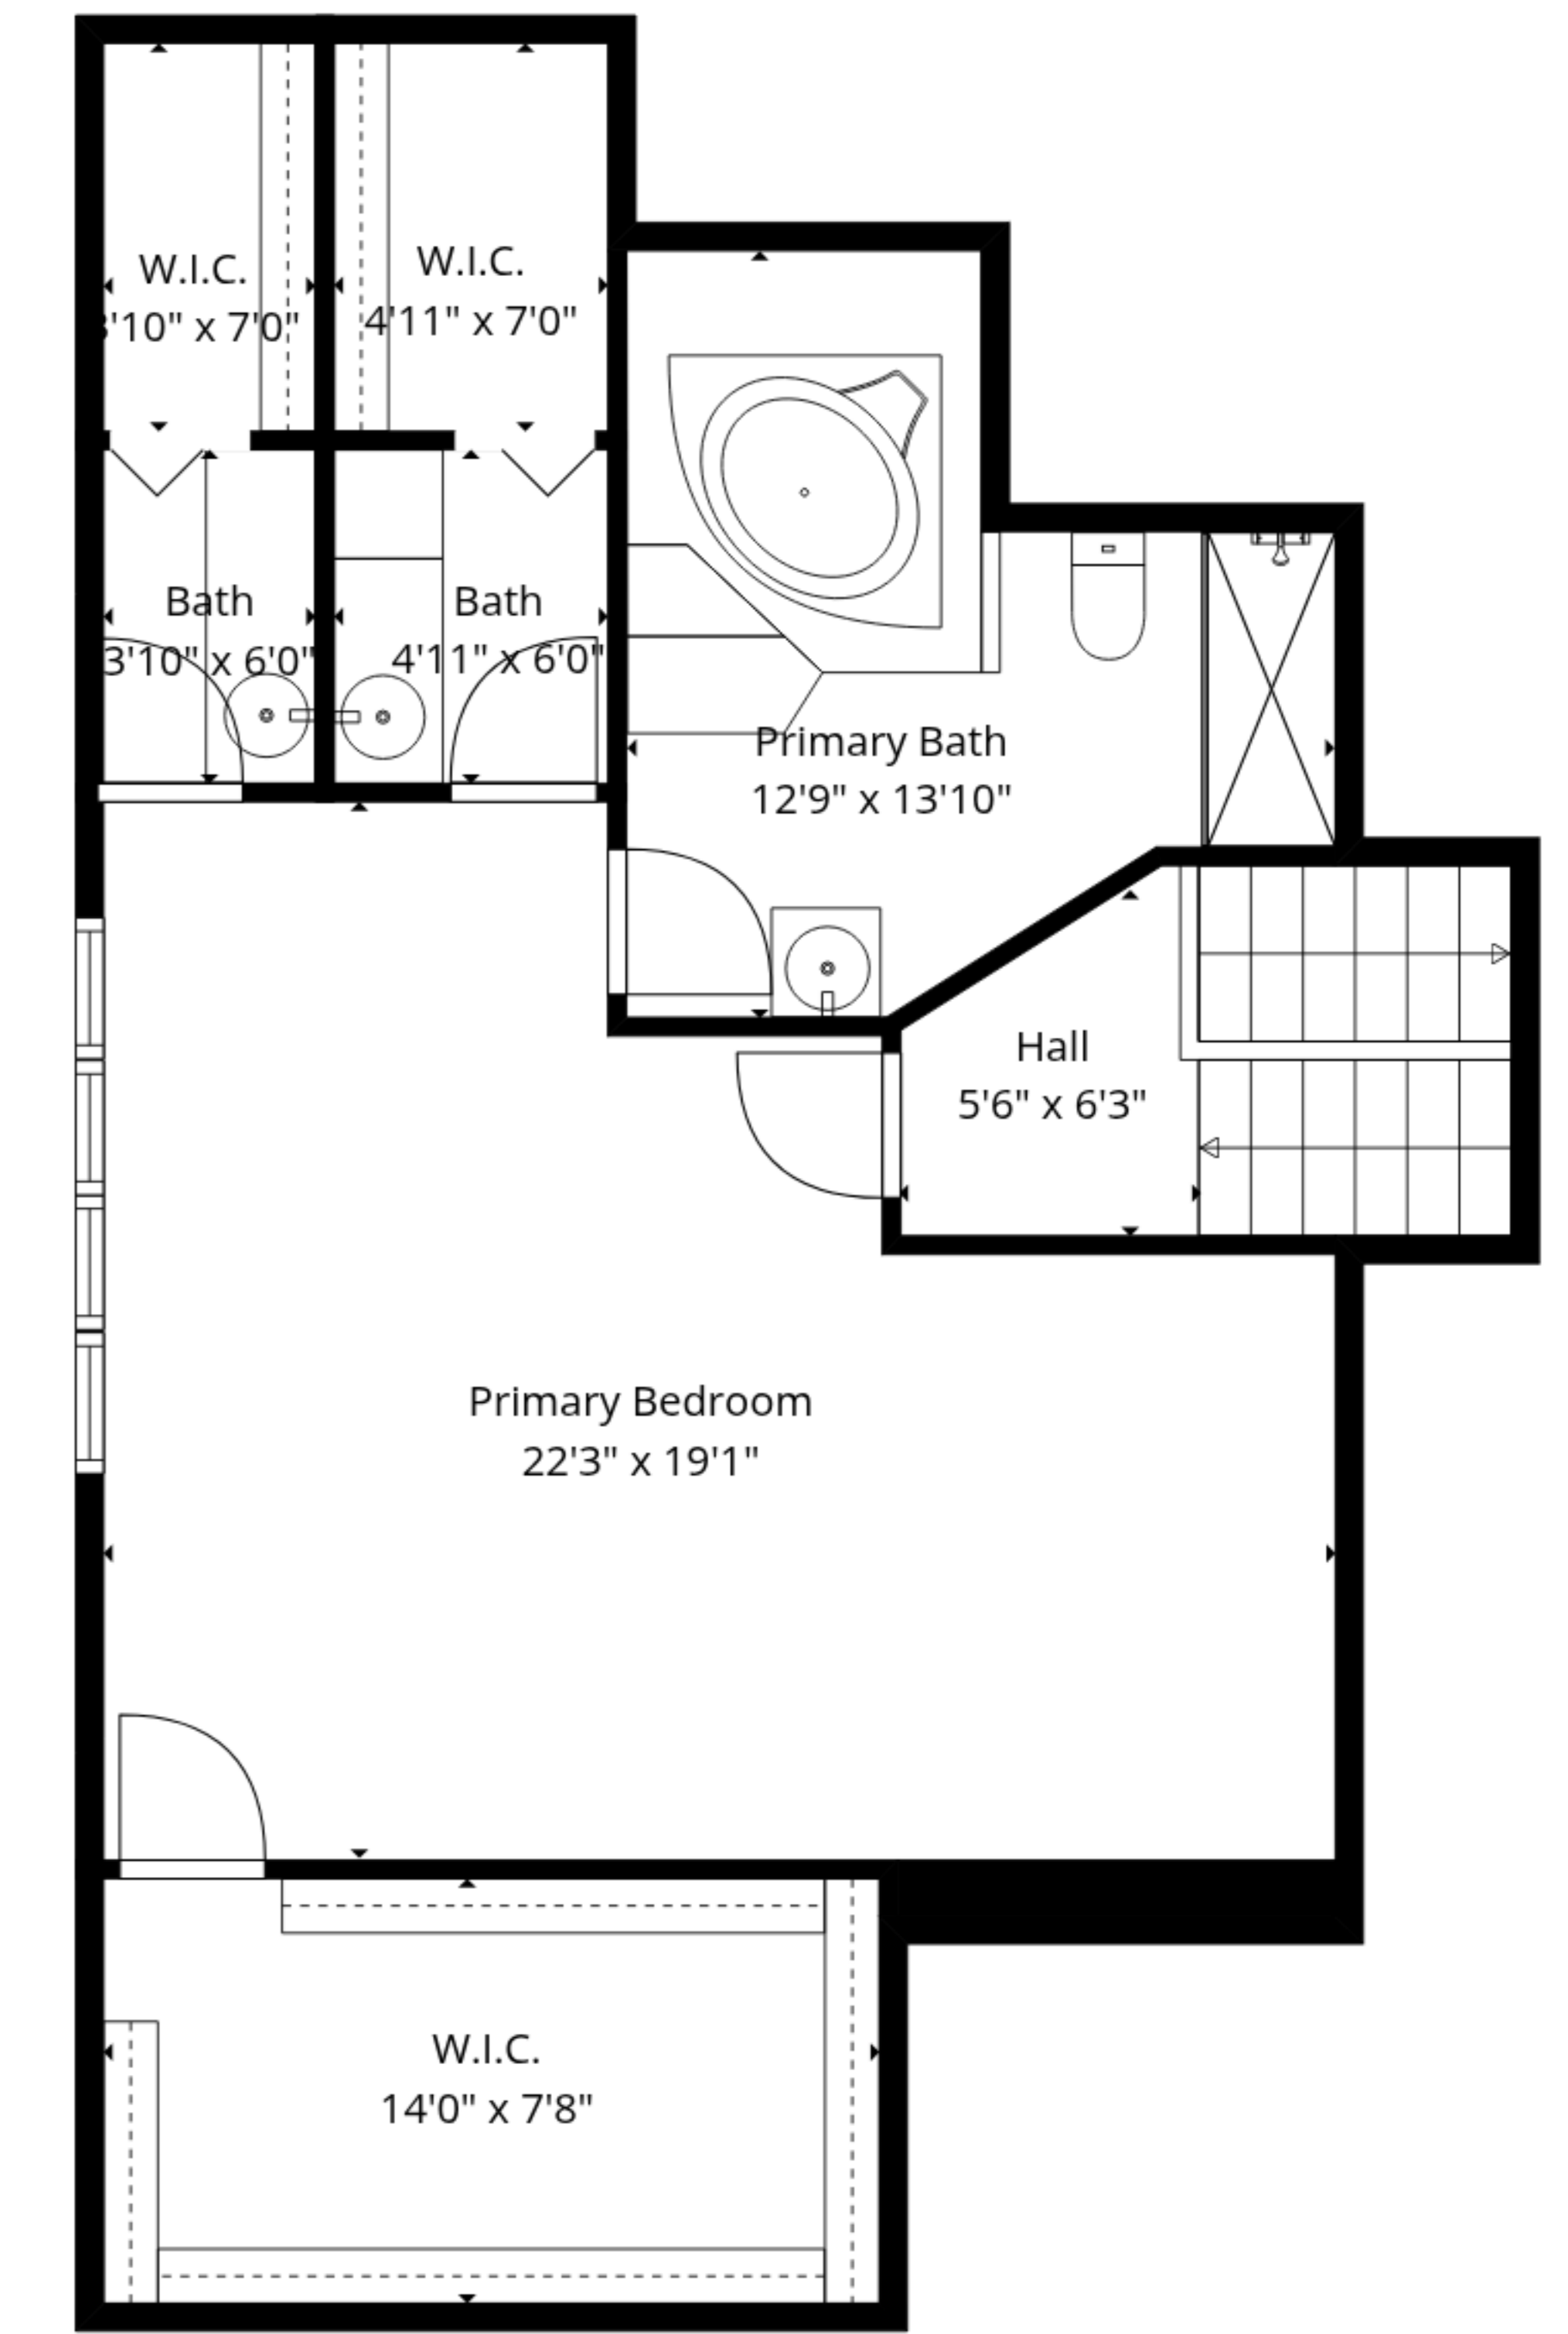 W.I.C.
3'10" x 7'0"
W.I.C.
4'11" x 7'0"
Bath
3'10" x 6'0"
Bath
4'11" x 6'0"
Primary Bath
12'9" x 13'10"
Hall
5'6" x 6'3"
Primary Bedroom
22'3" x 19'1"
W.I.C.
14'0" x 7'8"